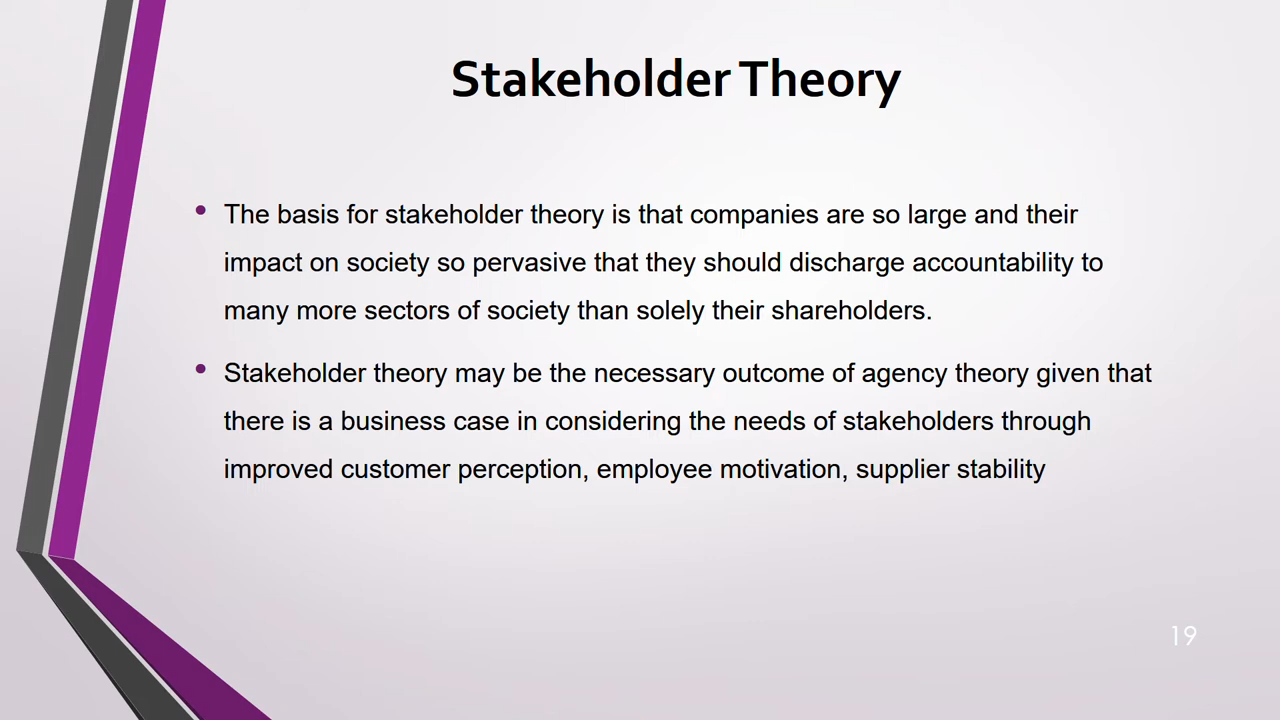 Stakeholder Theory
• The basis for stakeholder theory is that companies are so large and their
impact on society so pervasive that they should discharge accountability to
many more sectors of society than solely their shareholders.
• Stakeholder theory may be the necessary outcome of agency theory given that
there is a business case in considering the needs of stakeholders through
improved customer perception, employee motivation, supplier stability
19